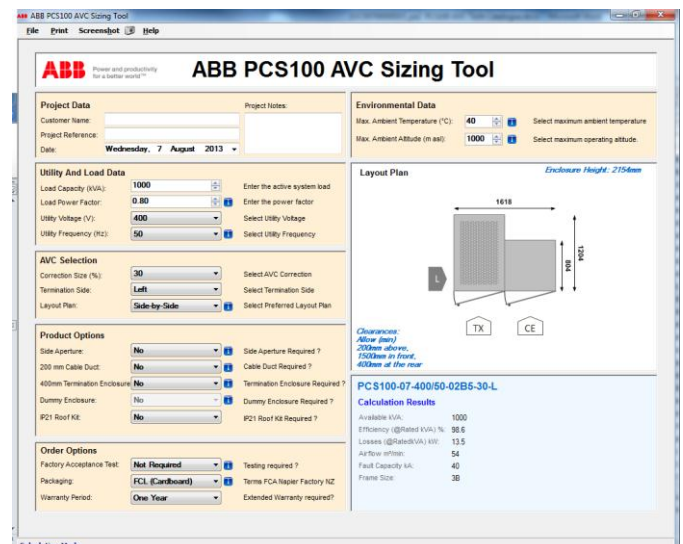 ABB PCS100 AVC Sizing Tool
File Print Screenshot Help
ABB Power and productivity for a better world™
ABB PCS100 AVC Sizing Tool
Project Data
Project Notes:
Customer Name:
Project Reference:
Date: Wednesday, 7 August 2013
Environmental Data
Max. Ambient Temperature (°C): 40 Select maximum ambient temperature
Max. Ambient Altitude (m asl): 1000 Select maximum operating altitude.
Utility And Load Data
Load Capacity (kVA): 1000 Enter the active system load
Load Power Factor: 0.80 Enter the power factor
Utility Voltage (V): 400 Select Utility Voltage
Utility Frequency (Hz): 50 Select Utility Frequency
AVC Selection
Correction Size (%): 30 Select AVC Correction
Termination Side: Left Select Termination Side
Layout Plan: Side-by-Side Select Preferred Layout Plan
Product Options
Side Aperture: No Side Aperture Required ?
200 mm Cable Duct: No Cable Duct Required ?
400mm Termination Enclosure No Termination Enclosure Required ?
Dummy Enclosure: No Dummy Enclosure Required ?
IP21 Roof Kit: No IP21 Roof Kit Required ?
Order Options
Factory Acceptance Test: Not Required Testing required ?
Packaging: FCL (Cardboard) Terms FCA Napier Factory NZ
Warranty Period: One Year Extended Warranty required?
Layout Plan
Enclosure Height: 2154mm
1618
804
1204
L
TX
CE
Clearances:
Allow (min)
200mm above,
1500mm in front,
400mm at the rear
PCS100-07-400/50-02B5-30-L
Calculation Results
Available kVA: 1000
Efficiency (@Rated kVA) %: 98.6
Losses (@RatedkVA) kW: 13.5
Airflow m³/min: 54
Fault Capacity kA: 40
Frame Size: 3B